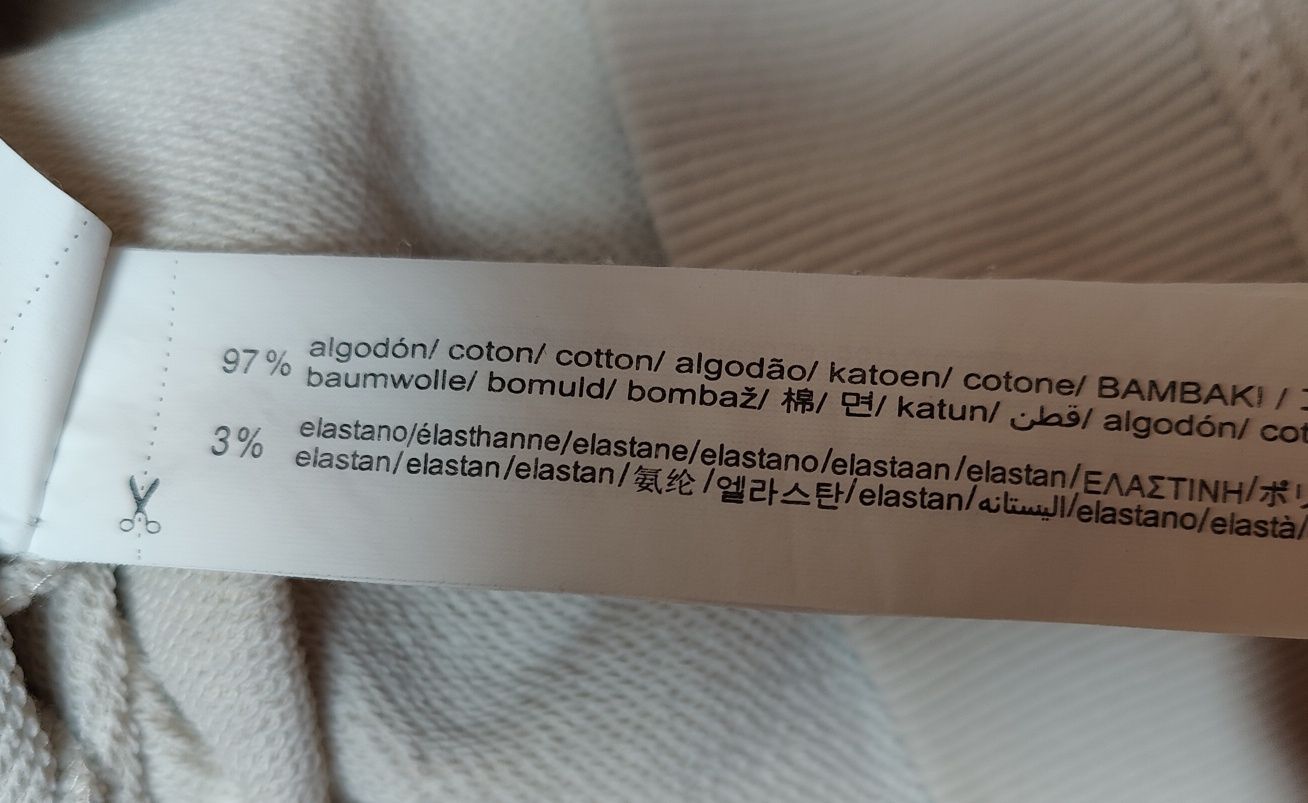 97% algodón/ coton/ cotton/ algodão/ katoen/ cotone/ BAMBAKI /
baumwolle/ bomuld/ bombaž/ 棉/ 면/ katun/ قطن/ algodón/
3% elastano/élasthanne/elastane/elastano/elastaan/elastan/ΕΛΑΣΤΙΝΗ/ポ
elastan/elastan/elastan/氨纶/엘라스탄/elastan/اليستانه/elastano/elastà/